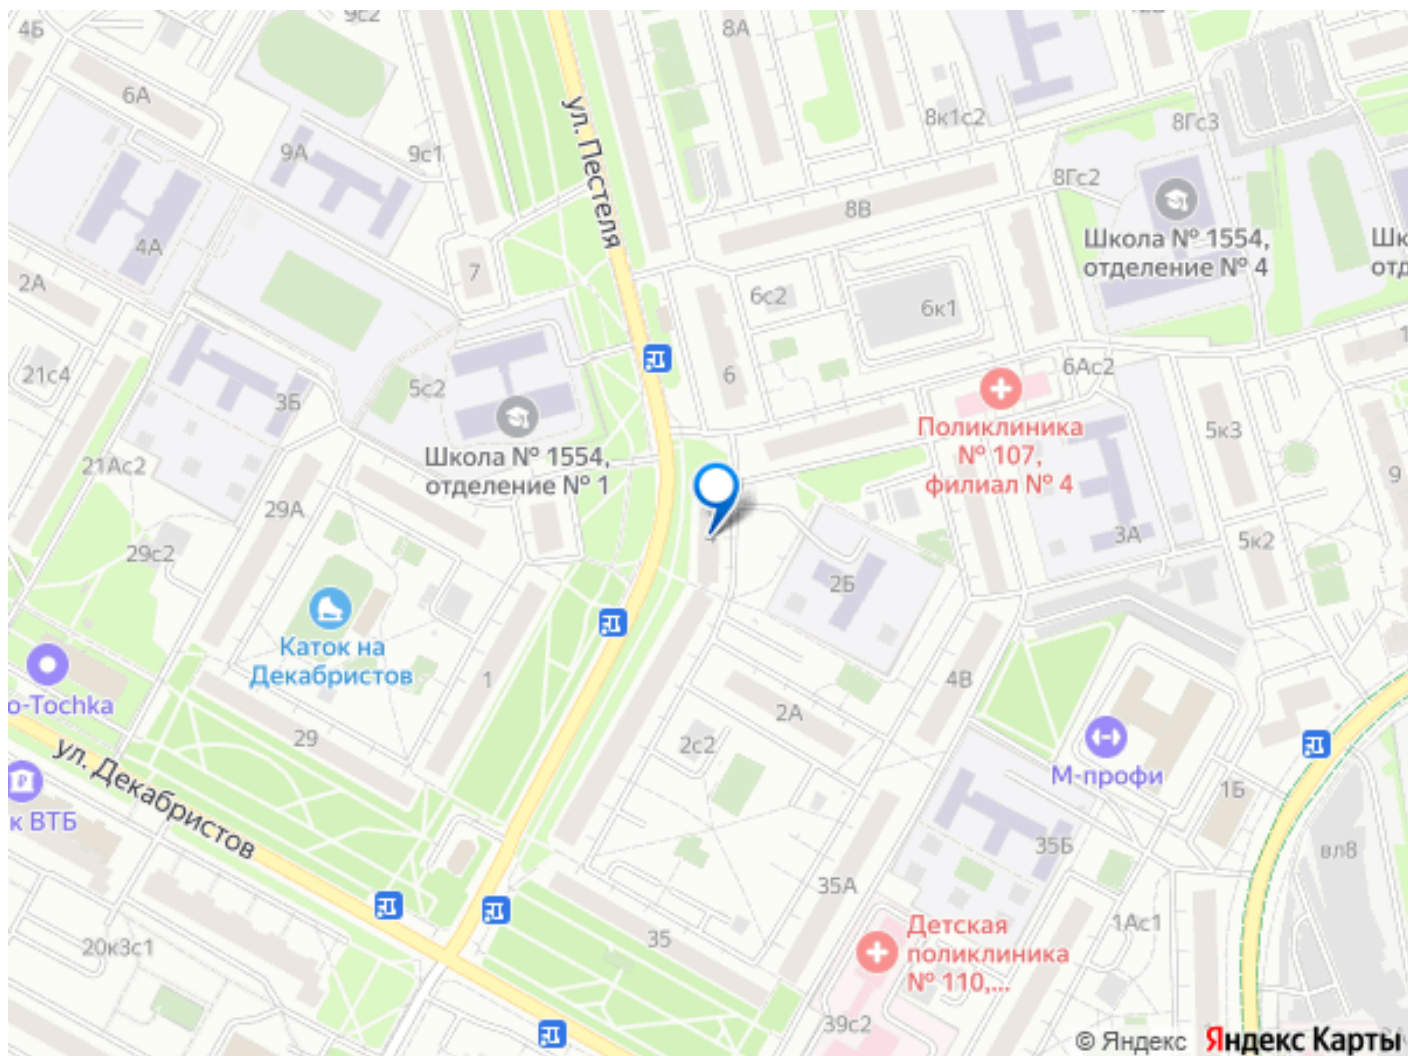 4Б
9с2
8А
6А
ул. Пестеля
8к1с2
8Гс3
9А
9с1
8Гс2
8В
Школа № 1554,
отделение № 4
4А
7
2А
6с2
6к1
21с4
5с2
6
6Ас2
3Б
Поликлиника
№ 107,
филиал № 4
5к3
Школа № 1554,
отделение № 1
21Ас2
9
29А
29с2
3А
5к2
2Б
Каток на
Декабристов
1
4В
o-Tochka
2А
29
2с2
М-профи
ул. Декабристов
1Б
к ВТБ
35Б
вл8
35А
20к3с1
35
Детская
поликлиника
№ 110,...
1Ас1
39с2
© Яндекс Яндекс Карты